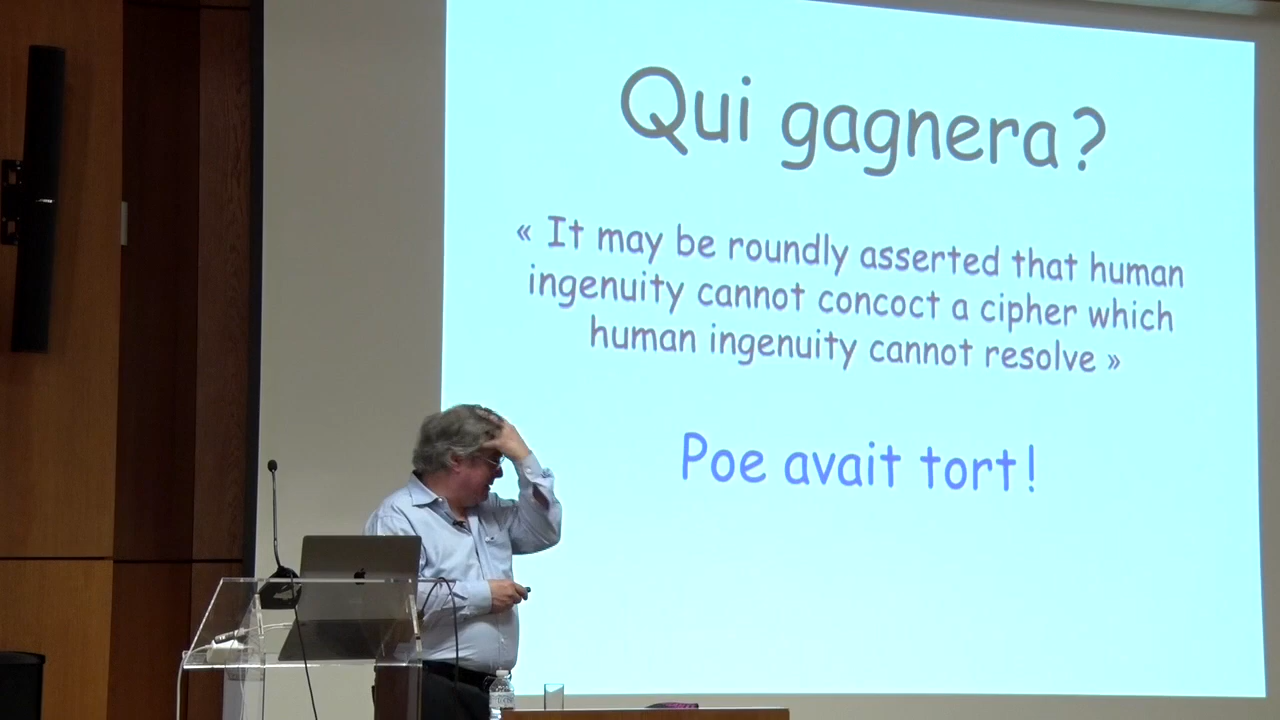 Qui gagnera ?
« It may be roundly asserted that human
ingenuity cannot concoct a cipher which
human ingenuity cannot resolve »
Poe avait tort !